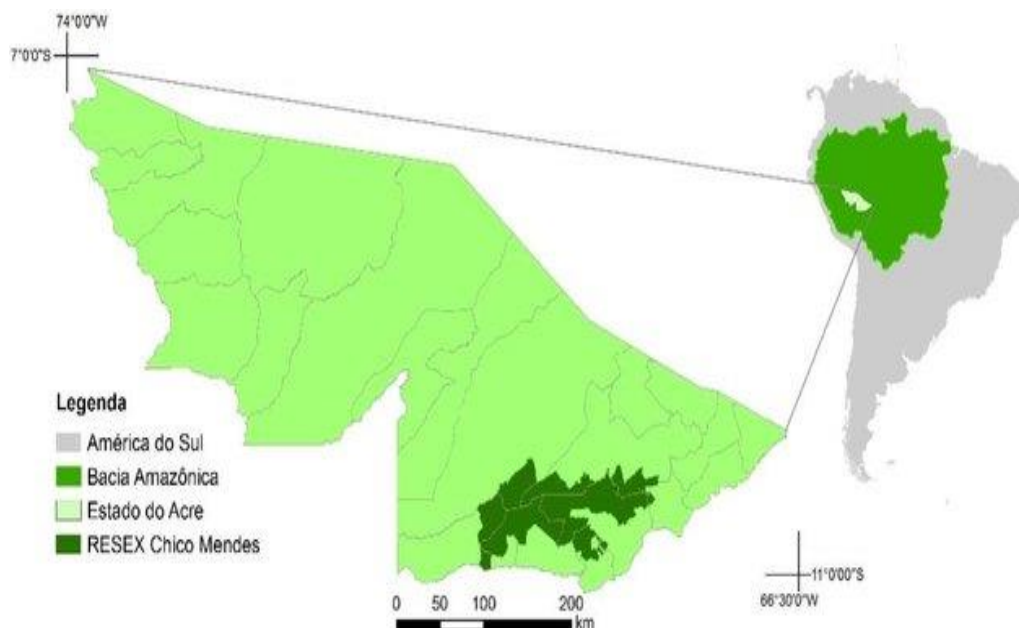 74°0'0"W
7°0'0"S
Legenda
América do Sul
Bacia Amazônica
Estado do Acre
RESEX Chico Mendes
0 50 100 200
km
11°0'00"S
66°30'0"W